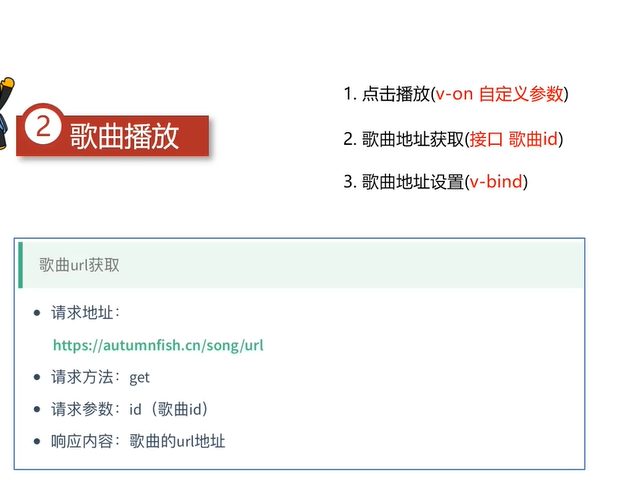 1. 点击播放(v-on 自定义参数)
2 歌曲播放
2. 歌曲地址获取(接口 歌曲id)
3. 歌曲地址设置(v-bind)
歌曲url获取
• 请求地址：
https://autumnfish.cn/song/url
• 请求方法：get
• 请求参数：id（歌曲id）
• 响应内容：歌曲的url地址